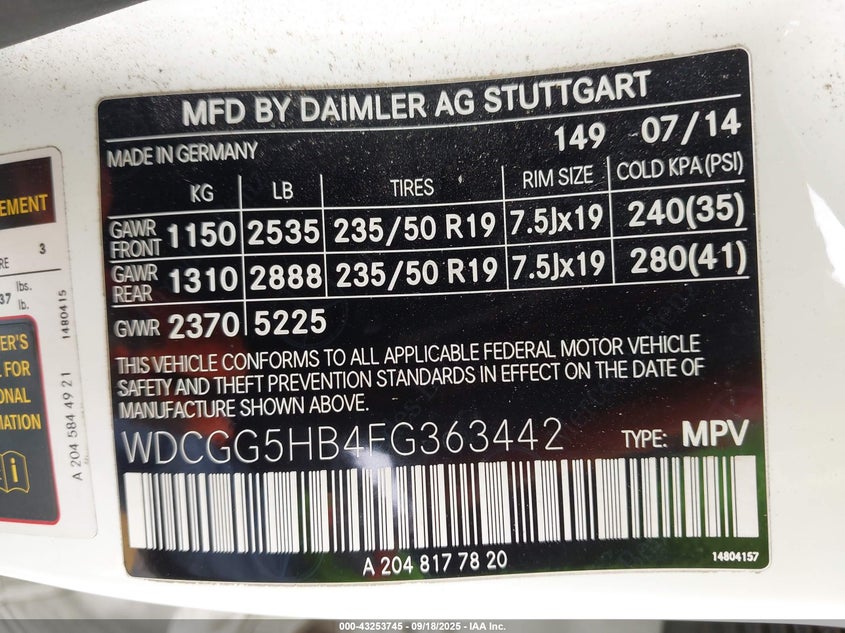 MFD BY DAIMLER AG STUTTGART
MADE IN GERMANY 149 07/14
KG LB TIRES RIM SIZE COLD KPA(PSI)
GAWR FRONT 1150 2535 235/50 R19 7.5Jx19 240(35)
GAWR REAR 1310 2888 235/50 R19 7.5Jx19 280(41)
GVWR 2370 5225
THIS VEHICLE CONFORMS TO ALL APPLICABLE FEDERAL MOTOR VEHICLE
SAFETY AND THEFT PREVENTION STANDARDS IN EFFECT ON THE DATE OF
MANUFACTURE SHOWN ABOVE.
WDCGG5HB4FG363442 TYPE: MPV
A 204 817 78 20
14804157
3
lbs.
lb.
1480415
A 204 584 49 21
FOR
000-43253745 - 09/18/2025 - IAA Inc.